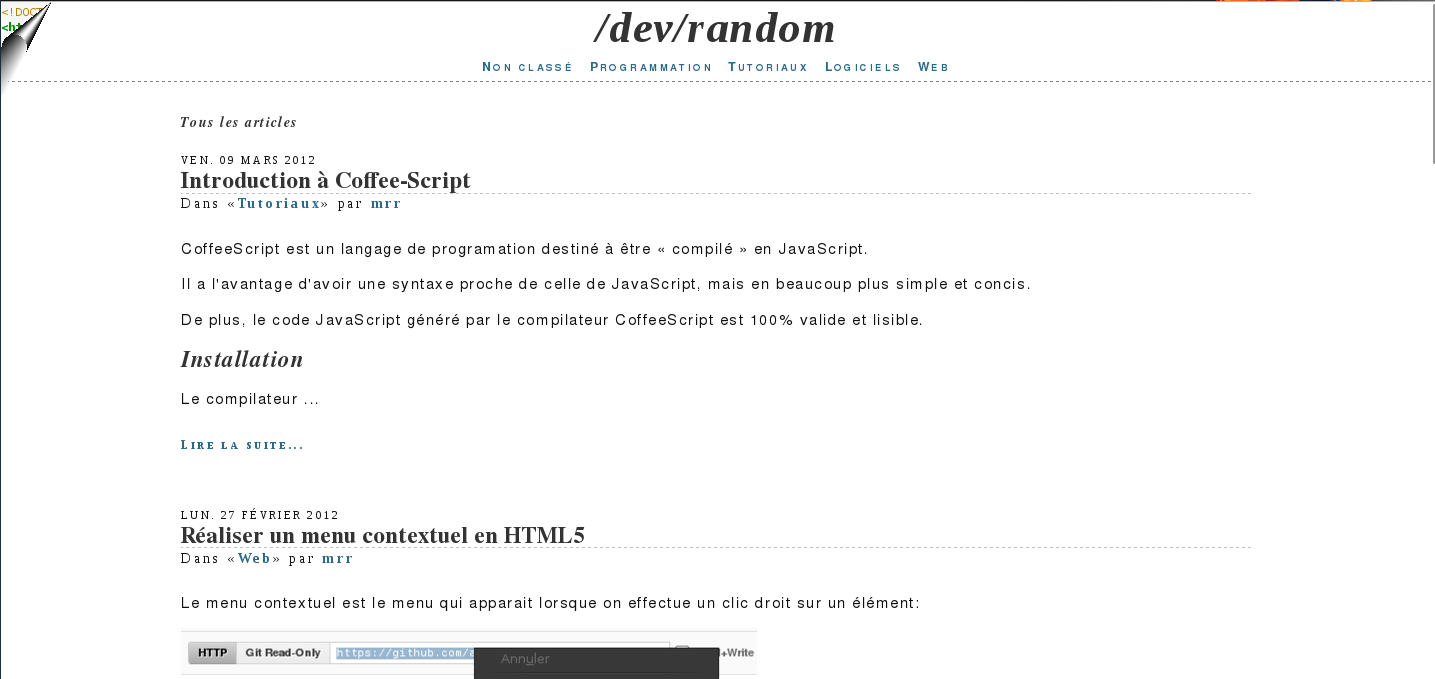 <!DOCT
/dev/random
Non classé Programmation Tutoriaux Logiciels Web
Tous les articles
VEN. 09 MARS 2012
Introduction à Coffee-Script
Dans «Tutoriaux» par mrr
CoffeeScript est un langage de programation destiné à être « compilé » en JavaScript.
Il a l'avantage d'avoir une syntaxe proche de celle de JavaScript, mais en beaucoup plus simple et concis.
De plus, le code JavaScript généré par le compilateur CoffeeScript est 100% valide et lisible.
Installation
Le compilateur ...
Lire la suite...
LUN. 27 FÉVRIER 2012
Réaliser un menu contextuel en HTML5
Dans «Web» par mrr
Le menu contextuel est le menu qui apparait lorsque on effectue un clic droit sur un élément:
HTTP Git Read-Only https://github.com/a +Write
Annuler